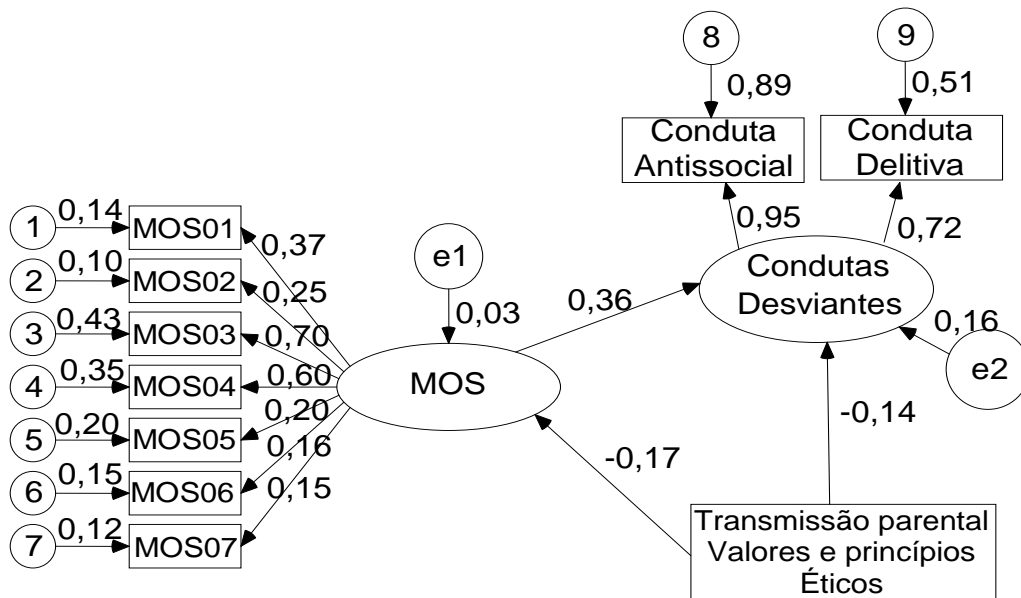 8
9
0,89
0,51
Conduta
Antissocial
Conduta
Delitiva
0,95
0,72
1
0,14
MOS01
0,37
2
0,10
MOS02
0,25
3
0,43
MOS03
0,70
4
0,35
MOS04
0,60
5
0,20
MOS05
0,20
6
0,15
MOS06
0,16
7
0,12
MOS07
0,15
e1
0,03
MOS
0,36
Condutas
Desviantes
0,16
e2
-0,14
-0,17
Transmissão parental
Valores e princípios
Éticos